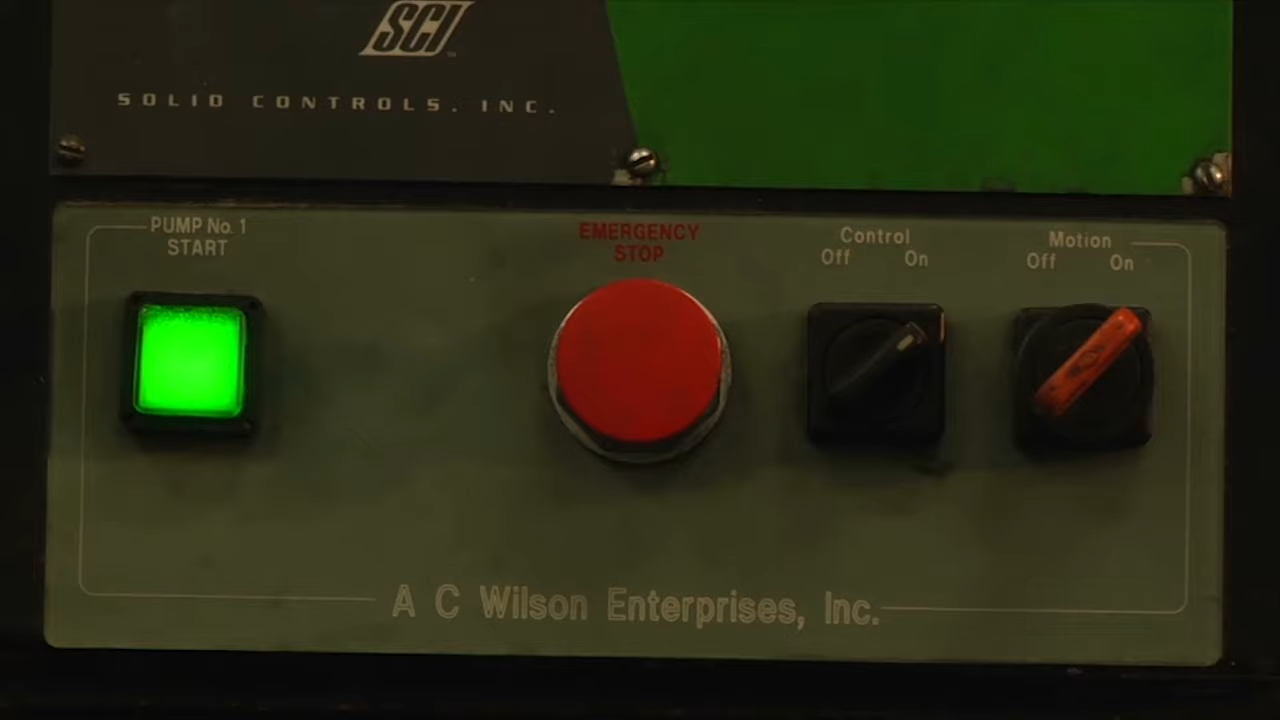 SCI
SOLID CONTROLS, INC.
PUMP No. 1
START
EMERGENCY
STOP
Control
Off On
Motion
Off On
A C Wilson Enterprises, Inc.